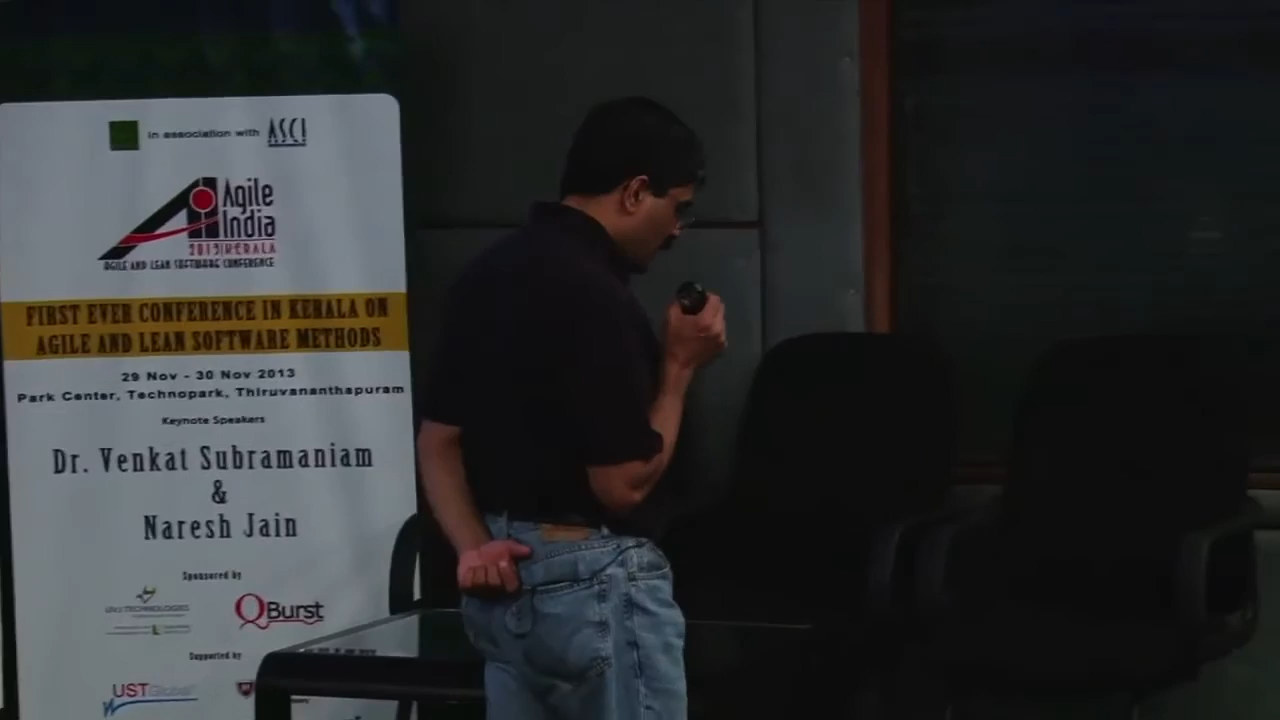 in association with ASCI
Agile
India
2013|KERALA
AGILE AND LEAN SOFTWARE CONFERENCE
FIRST EVER CONFERENCE IN KERALA ON
AGILE AND LEAN SOFTWARE METHODS
29 Nov - 30 Nov 2013
Park Center, Technopark, Thiruvananthapuram
Keynote Speakers
Dr. Venkat Subramaniam
&
Naresh Jain
Sponsored by
TECHNOLOGIES
QBurst
Supported by
USTGlobal